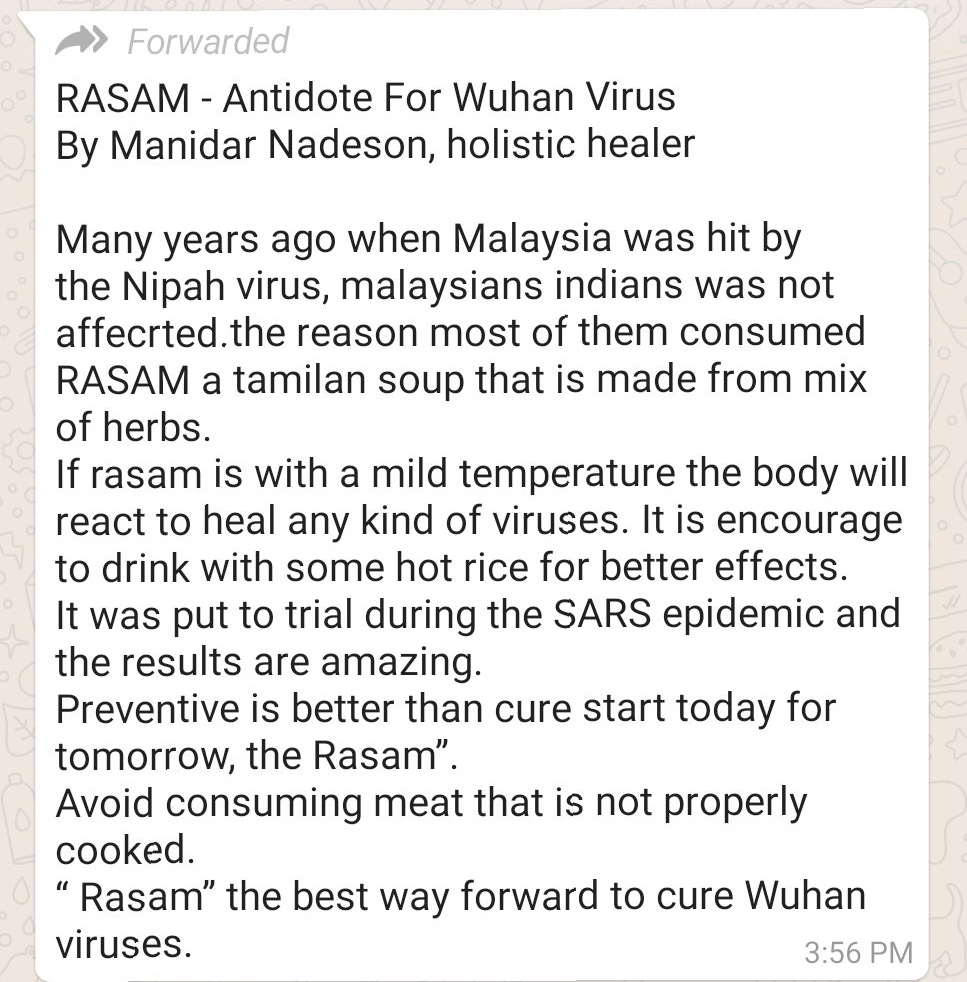 Forwarded
RASAM - Antidote For Wuhan Virus
By Manidar Nadeson, holistic healer
Many years ago when Malaysia was hit by
the Nipah virus, malaysians indians was not
affecrted.the reason most of them consumed
RASAM a tamilan soup that is made from mix
of herbs.
If rasam is with a mild temperature the body will
react to heal any kind of viruses. It is encourage
to drink with some hot rice for better effects.
It was put to trial during the SARS epidemic and
the results are amazing.
Preventive is better than cure start today for
tomorrow, the Rasam”.
Avoid consuming meat that is not properly
cooked.
“ Rasam” the best way forward to cure Wuhan
viruses.
3:56 PM